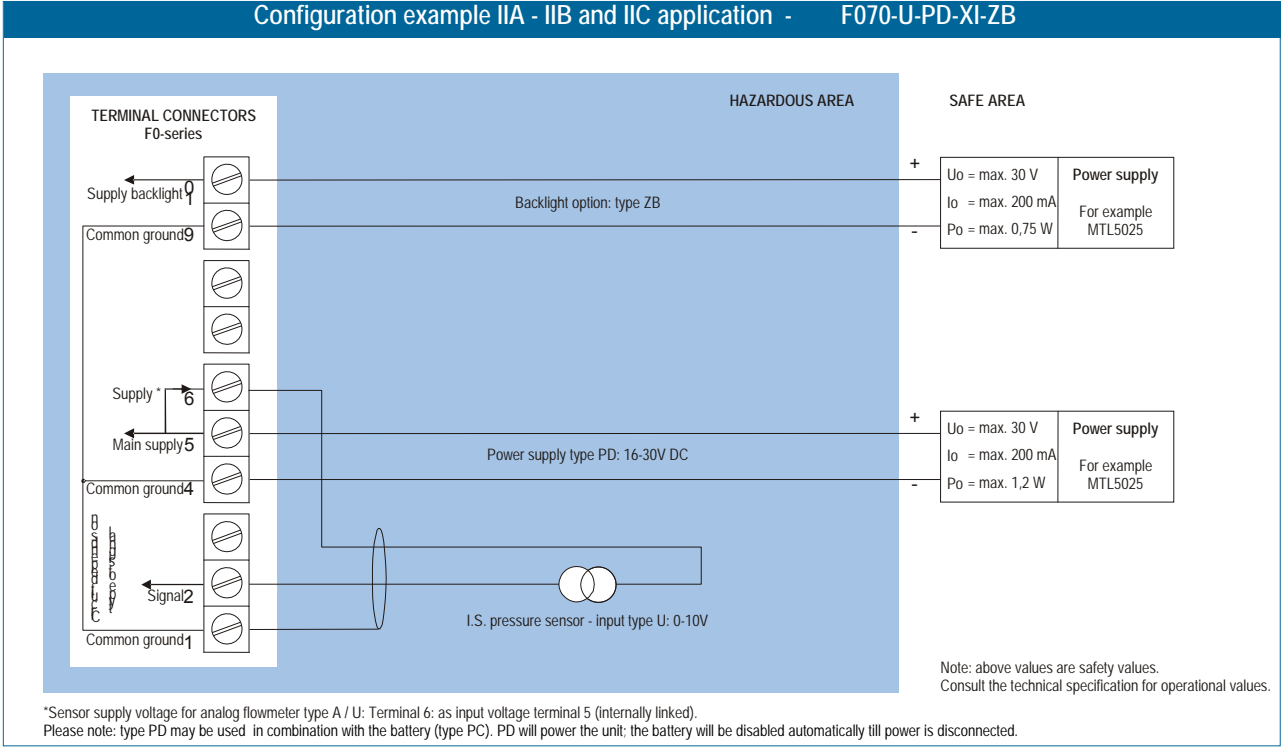 Configuration example IIA - IIB and IIC application - F070-U-PD-XI-ZB
HAZARDOUS AREA
SAFE AREA
TERMINAL CONNECTORS
F0-series
Supply backlight
0
1
Common ground 9
Backlight option: type ZB
+
-
Uo = max. 30 V
Io = max. 200 mA
Po = max. 0,75 W
Power supply
For example
MTL5025
Supply * 6
Main supply 5
Common ground 4
Power supply type PD: 16-30V DC
+
-
Uo = max. 30 V
Io = max. 200 mA
Po = max. 1,2 W
Power supply
For example
MTL5025
Signal 2
Common ground 1
I.S. pressure sensor - input type U: 0-10V
Note: above values are safety values.
Consult the technical specification for operational values.
*Sensor supply voltage for analog flowmeter type A / U: Terminal 6: as input voltage terminal 5 (internally linked).
Please note: type PD may be used in combination with the battery (type PC). PD will power the unit; the battery will be disabled automatically till power is disconnected.